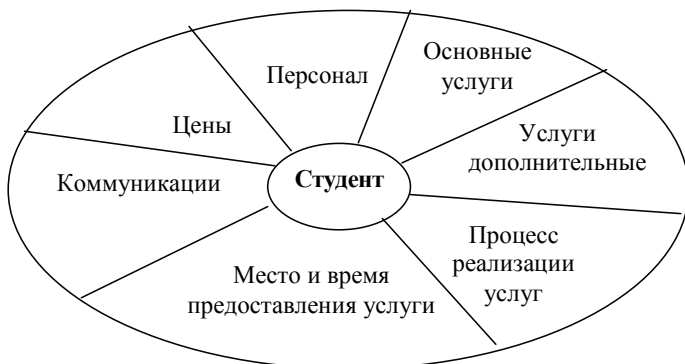 Основные
услуги
Персонал
Цены
Услуги
дополнительные
Коммуникации
Студент
Процесс
реализации
услуг
Место и время
предоставления услуги